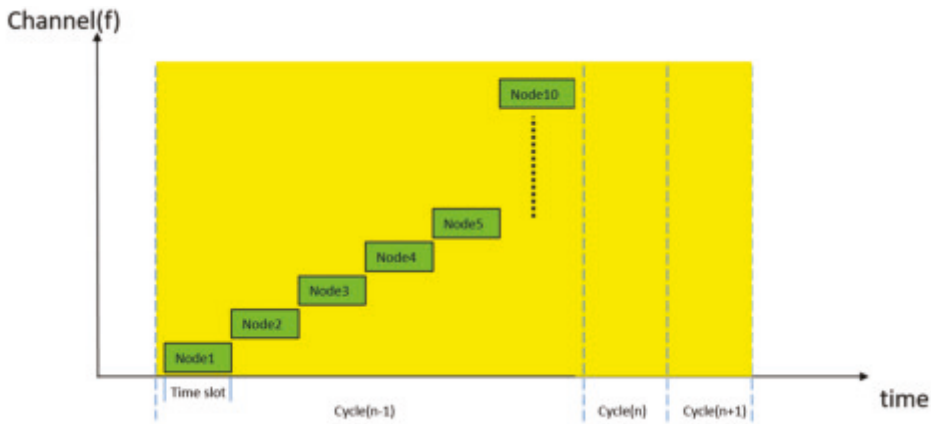 Channel(f)
Node10
Node5
Node4
Node3
Node2
Node1
Time slot
Cycle(n-1)
Cycle(n)
Cycle(n+1)
time